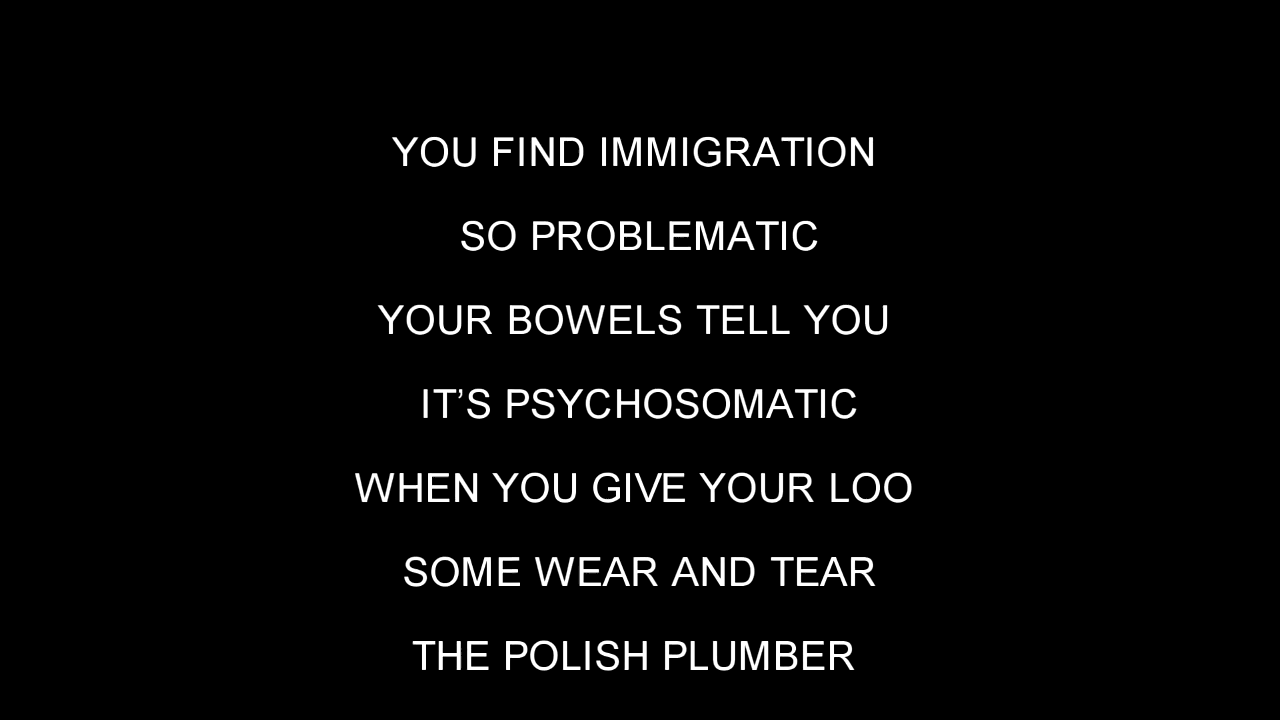 YOU FIND IMMIGRATION
SO PROBLEMATIC
YOUR BOWELS TELL YOU
IT’S PSYCHOSOMATIC
WHEN YOU GIVE YOUR LOO
SOME WEAR AND TEAR
THE POLISH PLUMBER